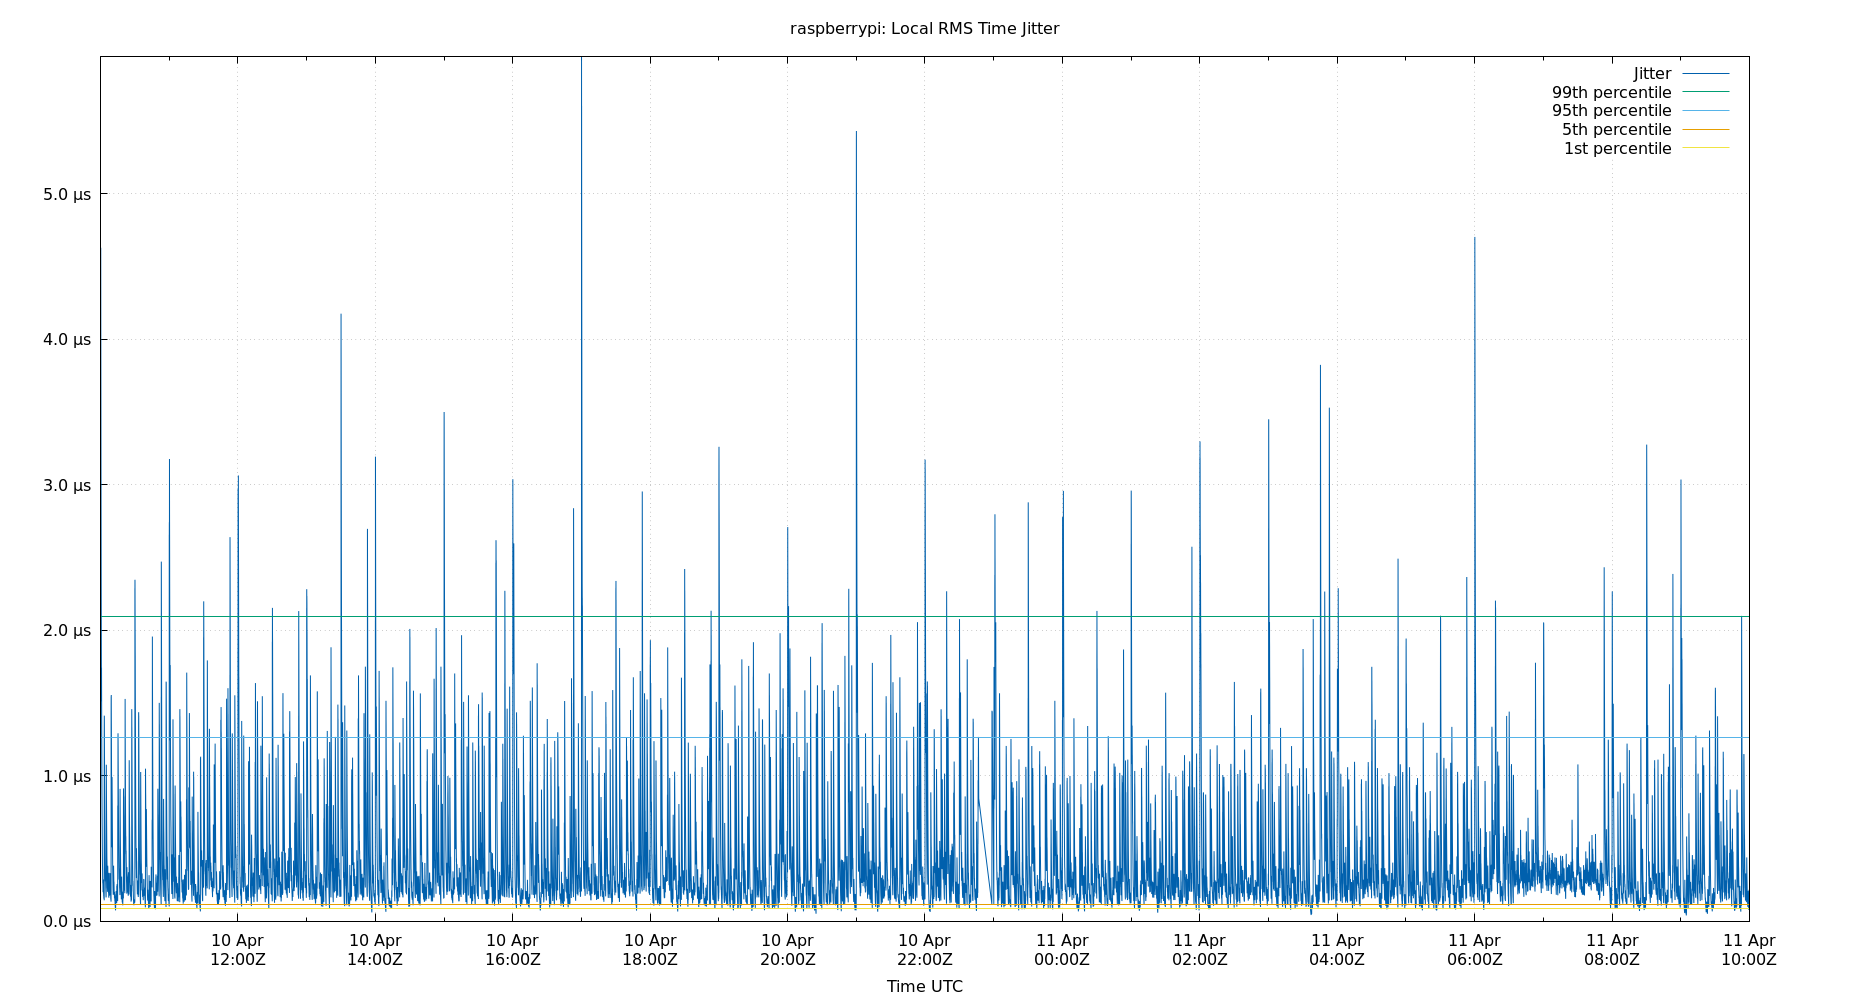 raspberrypi: Local RMS Time Jitter
Jitter
99th percentile
95th percentile
5th percentile
1st percentile
5.0 µs
4.0 µs
3.0 µs
2.0 µs
1.0 µs
0.0 µs
10 Apr 10 Apr 10 Apr 10 Apr 10 Apr 10 Apr 11 Apr 11 Apr 11 Apr 11 Apr 11 Apr 11 Apr
12:00Z 14:00Z 16:00Z 18:00Z 20:00Z 22:00Z 00:00Z 02:00Z 04:00Z 06:00Z 08:00Z 10:00Z
Time UTC